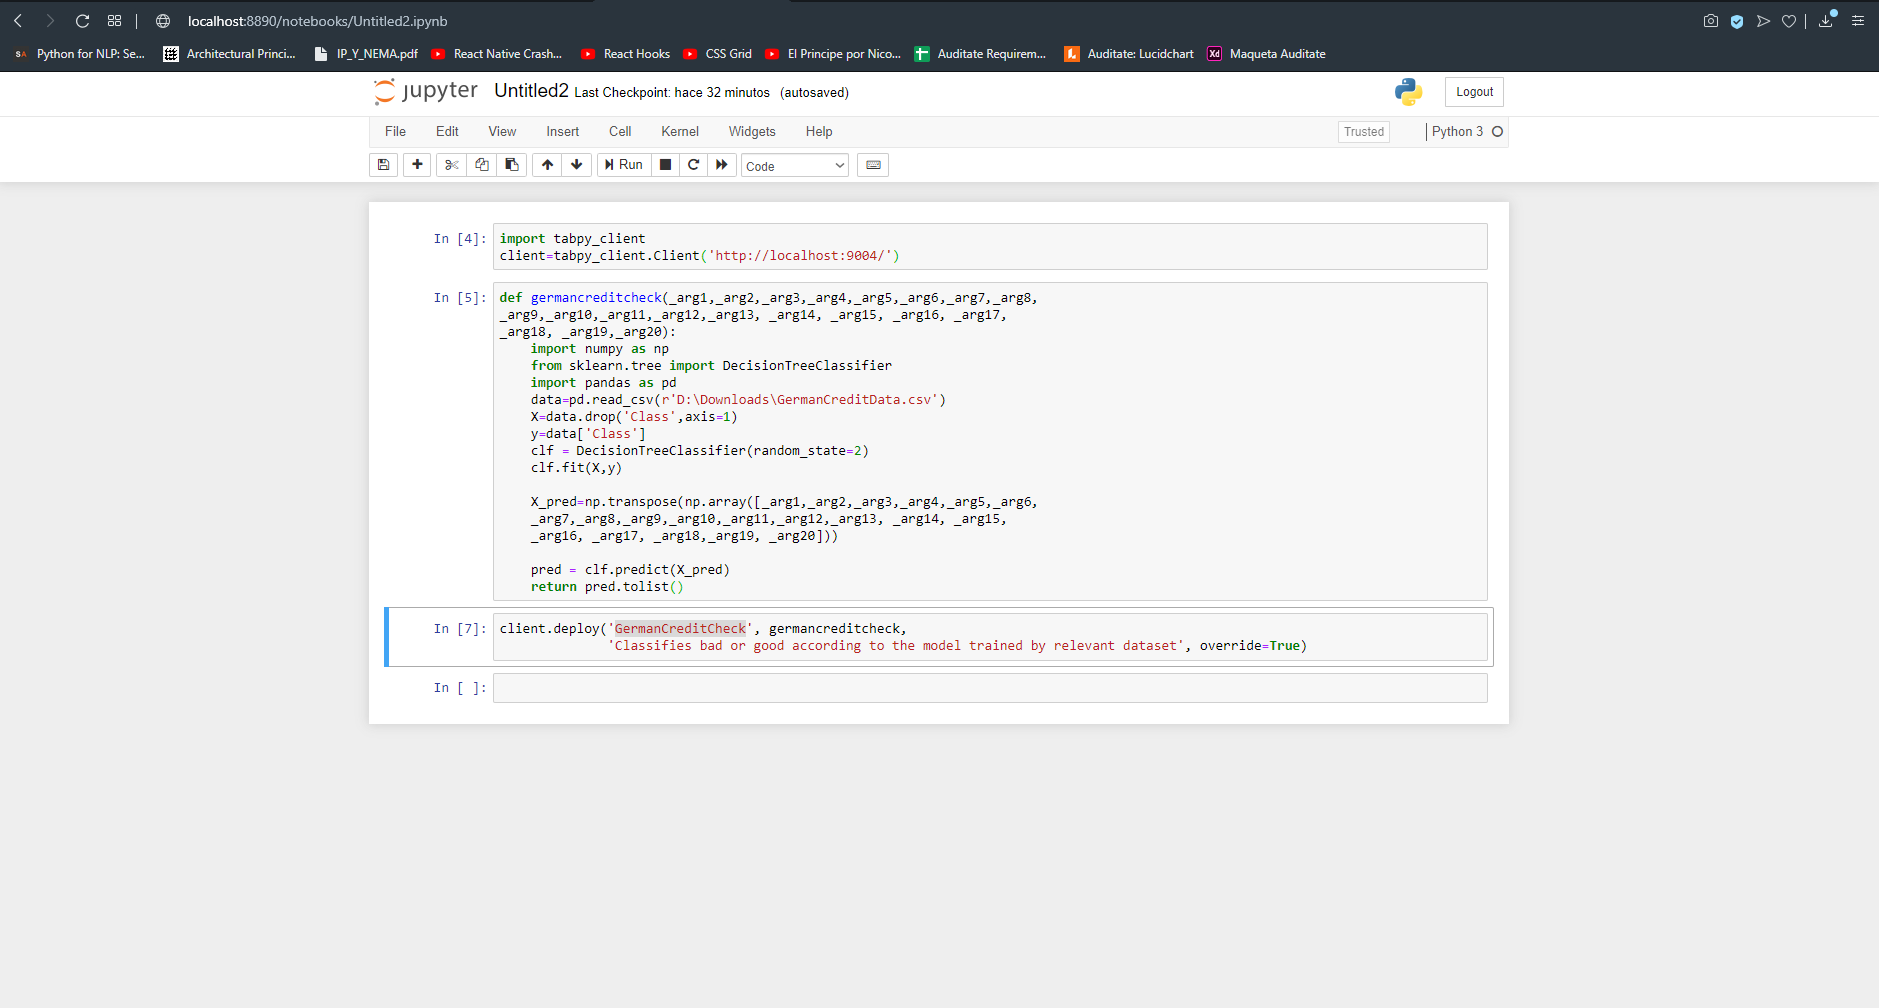 localhost:8890/notebooks/Untitled2.ipynb
SA Python for NLP: Se... Architectural Princi... IP_Y_NEMA.pdf React Native Crash... React Hooks CSS Grid El Principe por Nico... Auditate Requirem... Auditate: Lucidchart Xd Maqueta Auditate
jupyter Untitled2 Last Checkpoint: hace 32 minutos (autosaved) Logout
File Edit View Insert Cell Kernel Widgets Help Trusted Python 3
Run Code
In [4]: import tabpy_client
client=tabpy_client.Client('http://localhost:9004/')
In [5]: def germancreditcheck(_arg1,_arg2,_arg3,_arg4,_arg5,_arg6,_arg7,_arg8,
_arg9,_arg10,_arg11,_arg12,_arg13, _arg14, _arg15, _arg16, _arg17,
_arg18, _arg19,_arg20):
    import numpy as np
    from sklearn.tree import DecisionTreeClassifier
    import pandas as pd
    data=pd.read_csv(r'D:\Downloads\GermanCreditData.csv')
    X=data.drop('Class',axis=1)
    y=data['Class']
    clf = DecisionTreeClassifier(random_state=2)
    clf.fit(X,y)
    X_pred=np.transpose(np.array([_arg1,_arg2,_arg3,_arg4,_arg5,_arg6,
    _arg7,_arg8,_arg9,_arg10,_arg11,_arg12,_arg13, _arg14, _arg15,
    _arg16, _arg17, _arg18,_arg19, _arg20]))
    pred = clf.predict(X_pred)
    return pred.tolist()
In [7]: client.deploy('GermanCreditCheck', germancreditcheck,
              'Classifies bad or good according to the model trained by relevant dataset', override=True)
In [ ]: